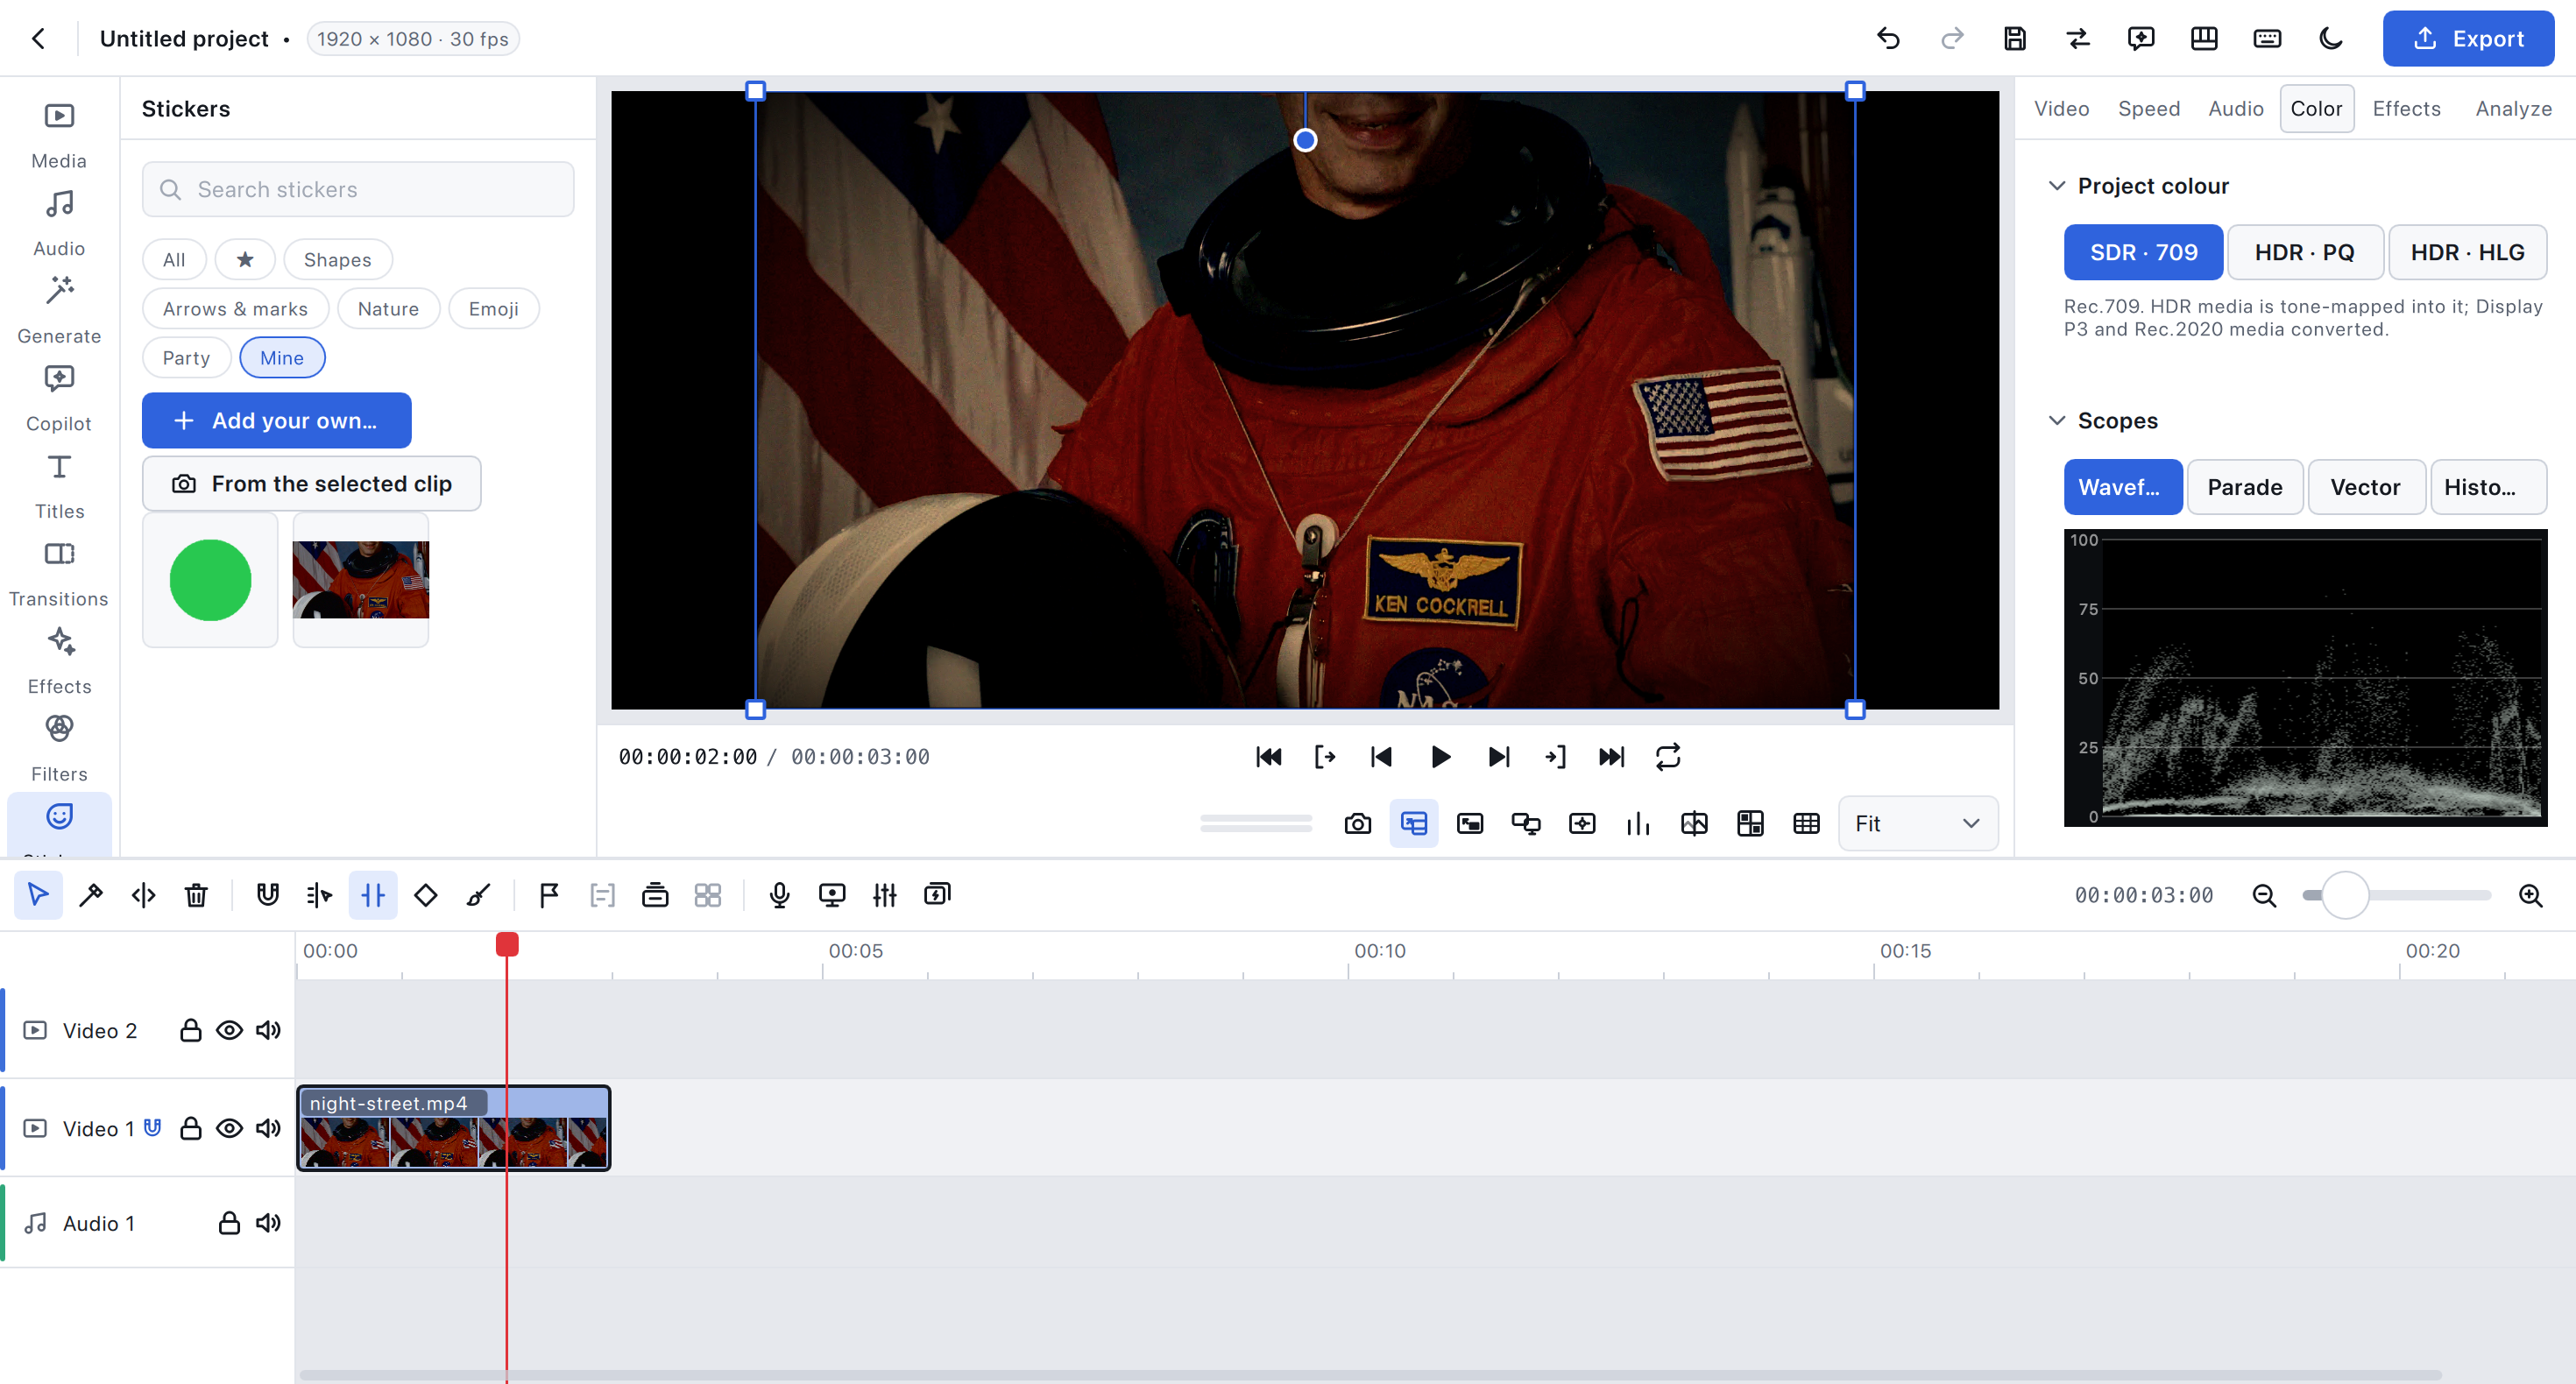 Untitled project •
1920 × 1080 · 30 fps
Export
Media
Audio
Generate
Copilot
Titles
Transitions
Effects
Filters
Stickers
Search stickers
All
★
Shapes
Arrows & marks
Nature
Emoji
Party
Mine
Add your own...
From the selected clip
KEN COCKRELL
00:00:02:00 / 00:00:03:00
Fit
Video
Speed
Audio
Color
Effects
Analyze
Project colour
SDR · 709
HDR · PQ
HDR · HLG
Rec.709. HDR media is tone-mapped into it; Display
P3 and Rec.2020 media converted.
Scopes
Wavef...
Parade
Vector
Histo...
100
75
50
25
0
00:00:03:00
00:00
00:05
00:10
00:15
00:20
Video 2
Video 1
night-street.mp4
Audio 1